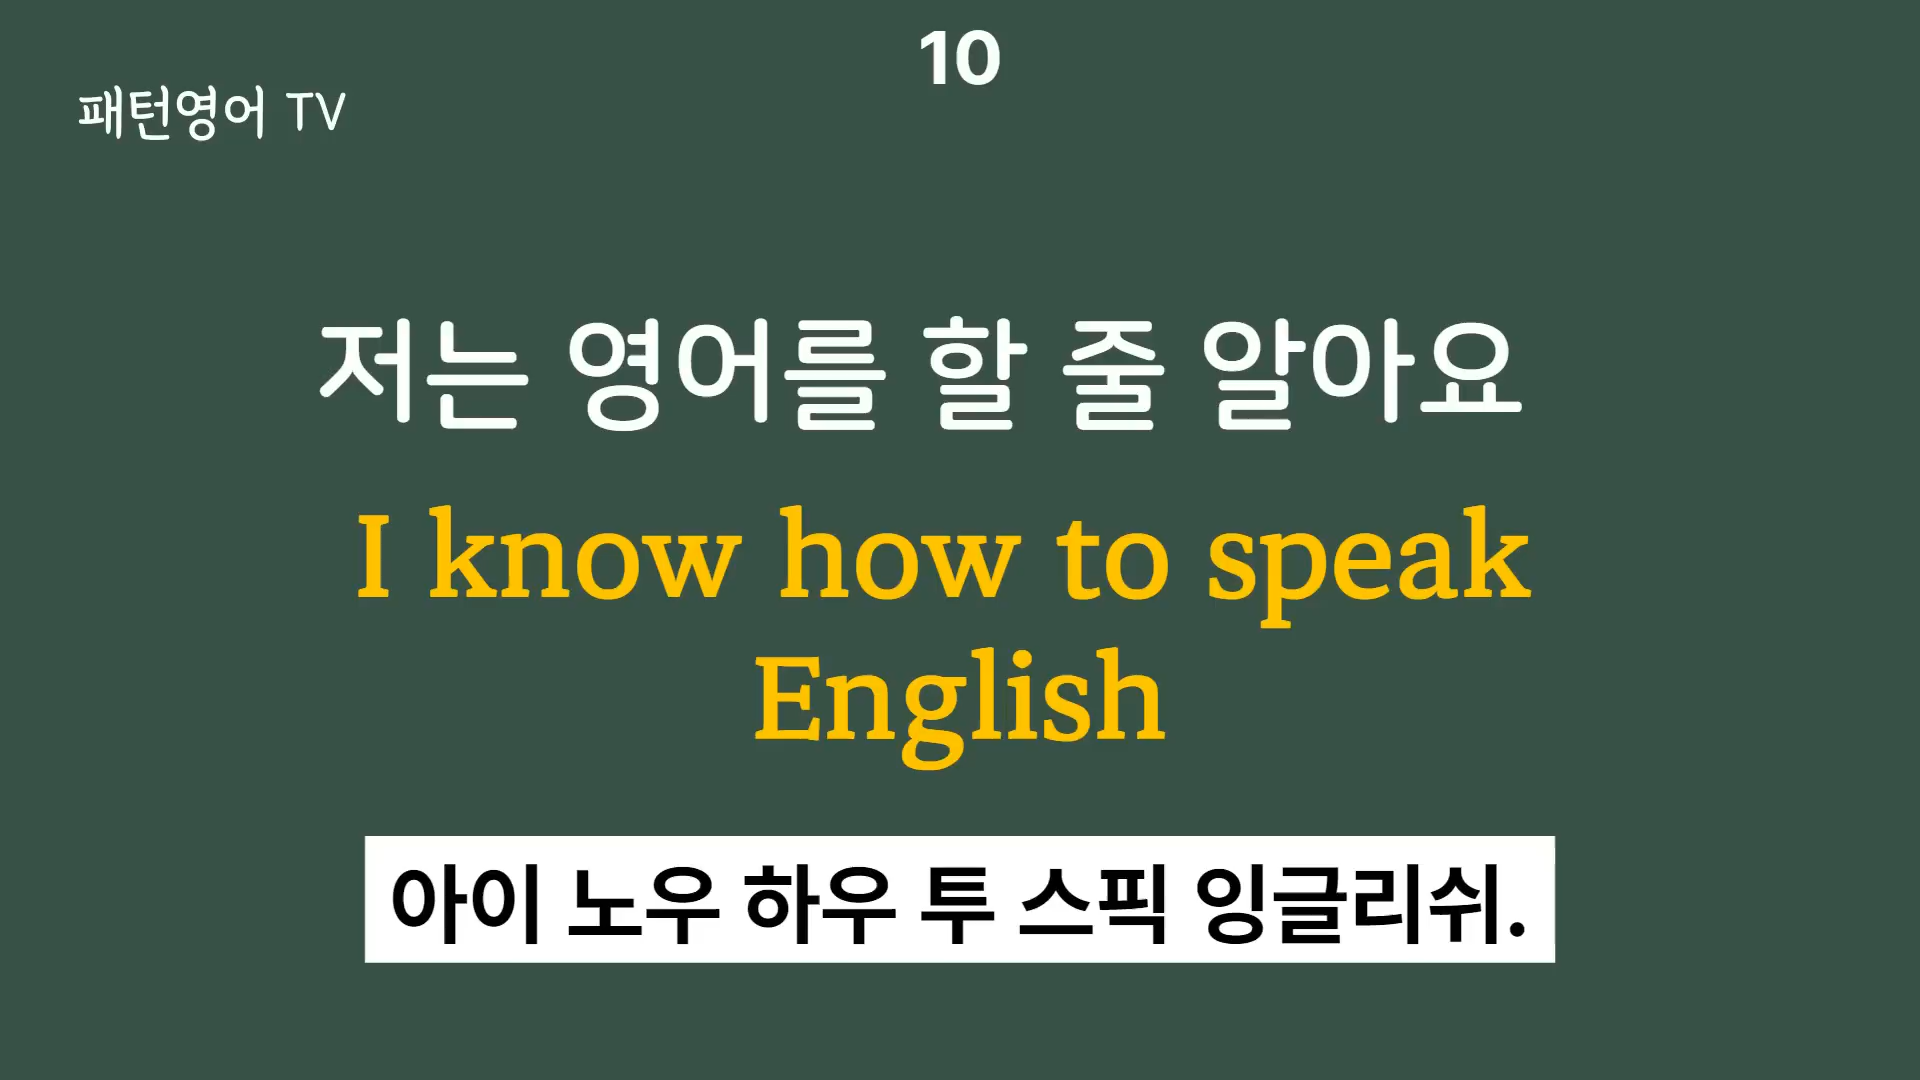 10
패턴영어 TV
저는 영어를 할 줄 알아요
I know how to speak
English
아이 노우 하우 투 스픽 잉글리쉬.